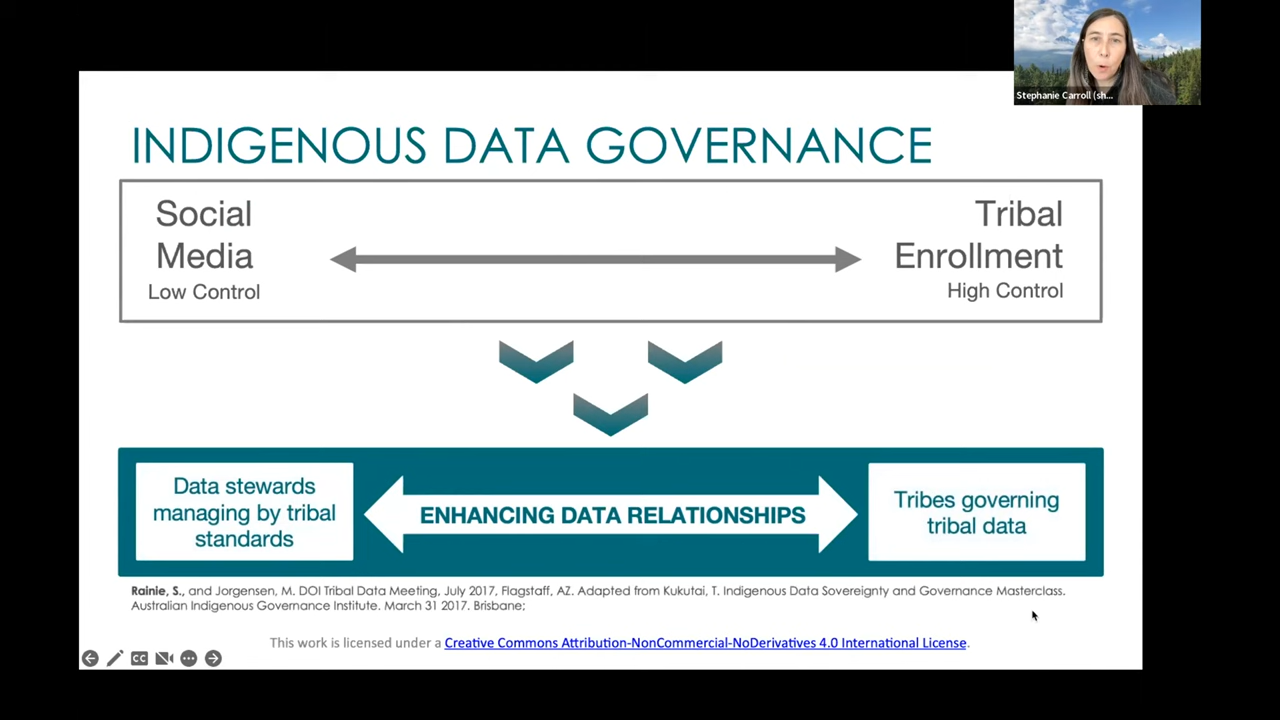 Stephanie Carroll (sh...
INDIGENOUS DATA GOVERNANCE
Social
Media
Low Control
Tribal
Enrollment
High Control
Data stewards
managing by tribal
standards
ENHANCING DATA RELATIONSHIPS
Tribes governing
tribal data
Rainie, S., and Jorgensen, M. DOI Tribal Data Meeting, July 2017, Flagstaff, AZ. Adapted from Kukutai, T. Indigenous Data Sovereignty and Governance Masterclass.
Australian Indigenous Governance Institute. March 31 2017. Brisbane;
This work is licensed under a Creative Commons Attribution-NonCommercial-NoDerivatives 4.0 International License.
CC